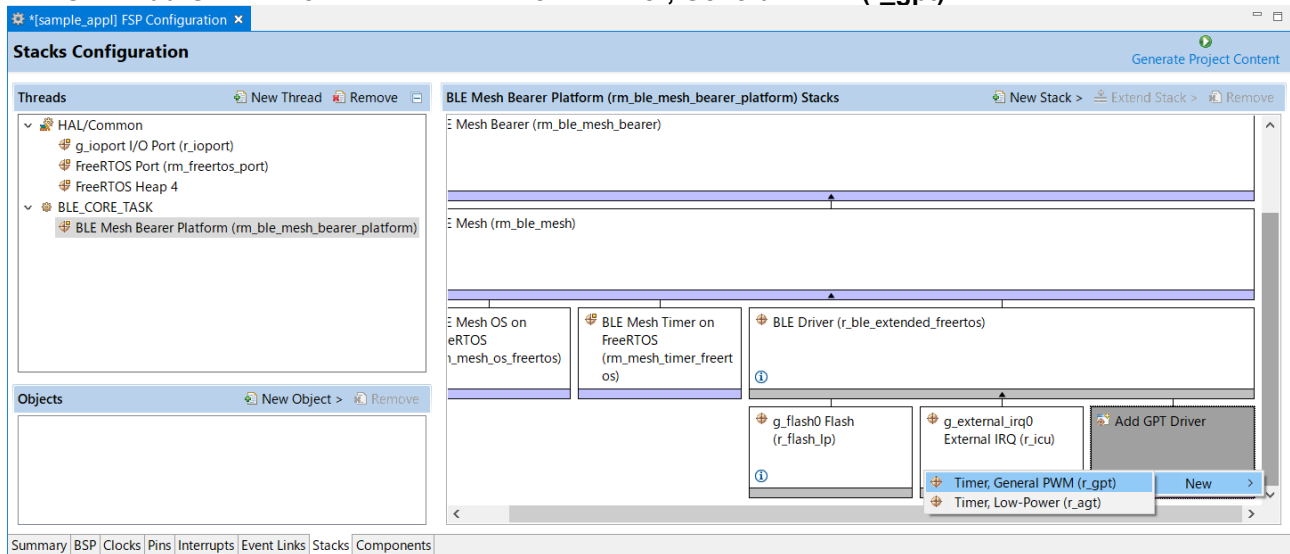 *[sample_appl] FSP Configuration
Stacks Configuration
Generate Project Content
Threads
New Thread
Remove
HAL/Common
g_ioport I/O Port (r_ioport)
FreeRTOS Port (rm_freertos_port)
FreeRTOS Heap 4
BLE_CORE_TASK
BLE Mesh Bearer Platform (rm_ble_mesh_bearer_platform)
Objects
New Object >
Remove
BLE Mesh Bearer Platform (rm_ble_mesh_bearer_platform) Stacks
New Stack >
Extend Stack >
Remove
E Mesh Bearer (rm_ble_mesh_bearer)
E Mesh (rm_ble_mesh)
E Mesh OS on
eRTOS
_mesh_os_freertos)
BLE Mesh Timer on
FreeRTOS
(rm_mesh_timer_freert
os)
BLE Driver (r_ble_extended_freertos)
g_flash0 Flash
(r_flash_lp)
g_external_irq0
External IRQ (r_icu)
Add GPT Driver
Timer, General PWM (r_gpt)
New
Timer, Low-Power (r_agt)
Summary BSP Clocks Pins Interrupts Event Links Stacks Components